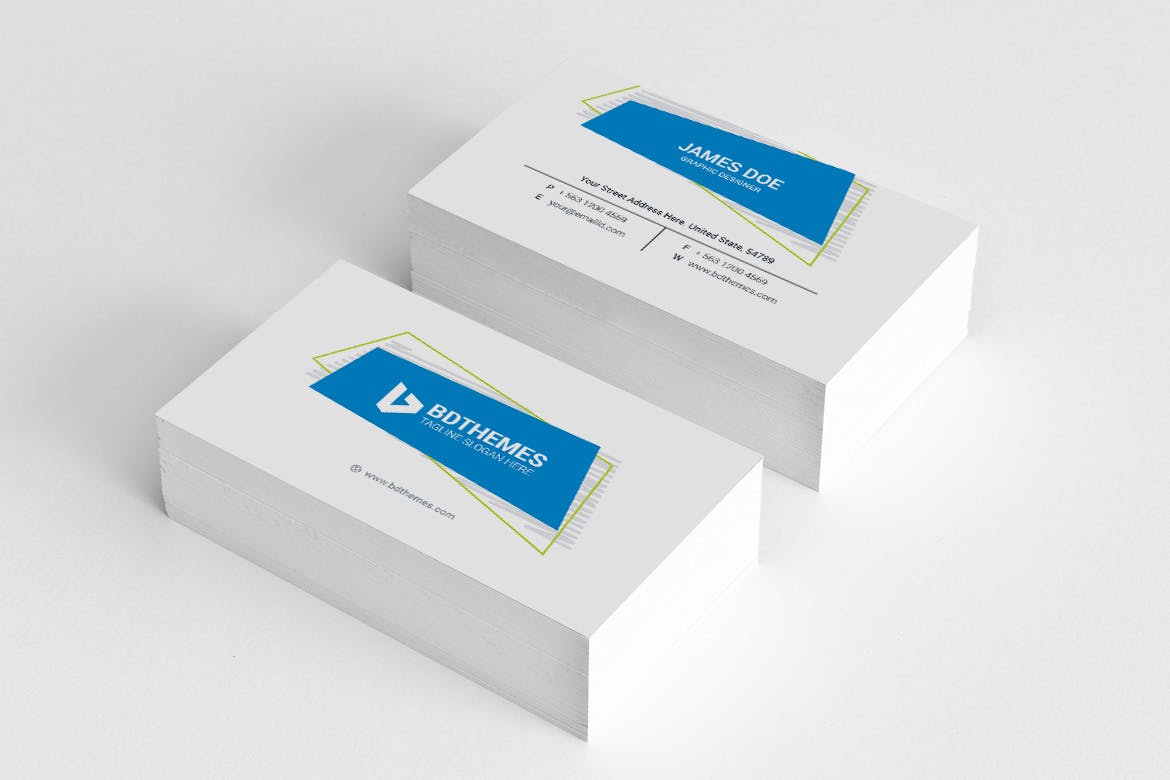 JAMES DOE
GRAPHIC DESIGNER
Your Street Address Here. United State, 54789
P + 563 1200 4569
E your@emailid.com
F + 563 1200 4569
W www.bdthemes.com
BDTHEMES
TAGLINE SLOGAN HERE
www.bdthemes.com